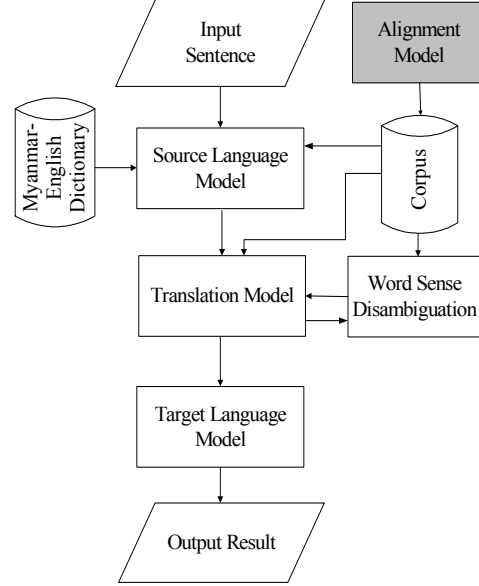 Input
Sentence
Alignment
Model
Myanmar-
English
Dictionary
Source Language
Model
Corpus
Translation Model
Word Sense
Disambiguation
Target Language
Model
Output Result